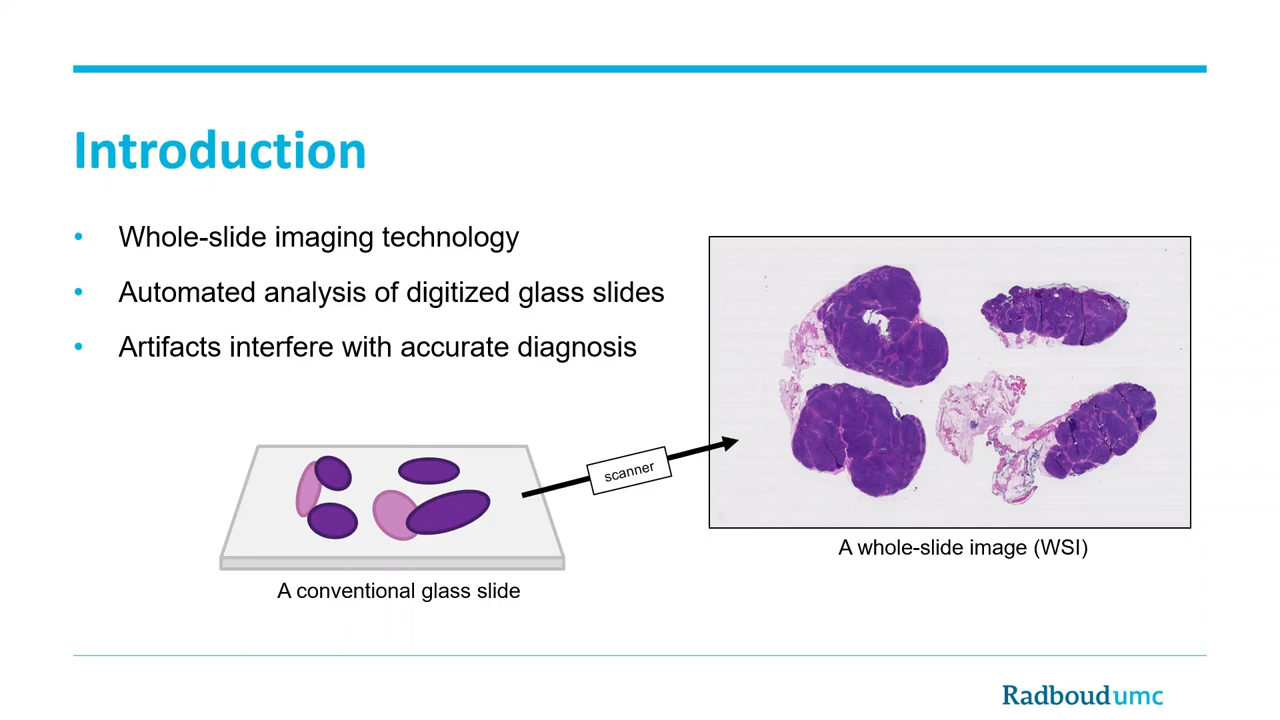 Introduction
• Whole-slide imaging technology
• Automated analysis of digitized glass slides
• Artifacts interfere with accurate diagnosis
scanner
A whole-slide image (WSI)
A conventional glass slide
Radboudumc